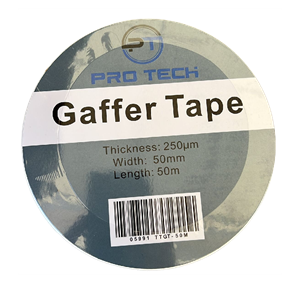 PT
PRO TECH
Gaffer Tape
Thickness: 250µm
Width: 50mm
Length: 50m
05991 TTGT-50M